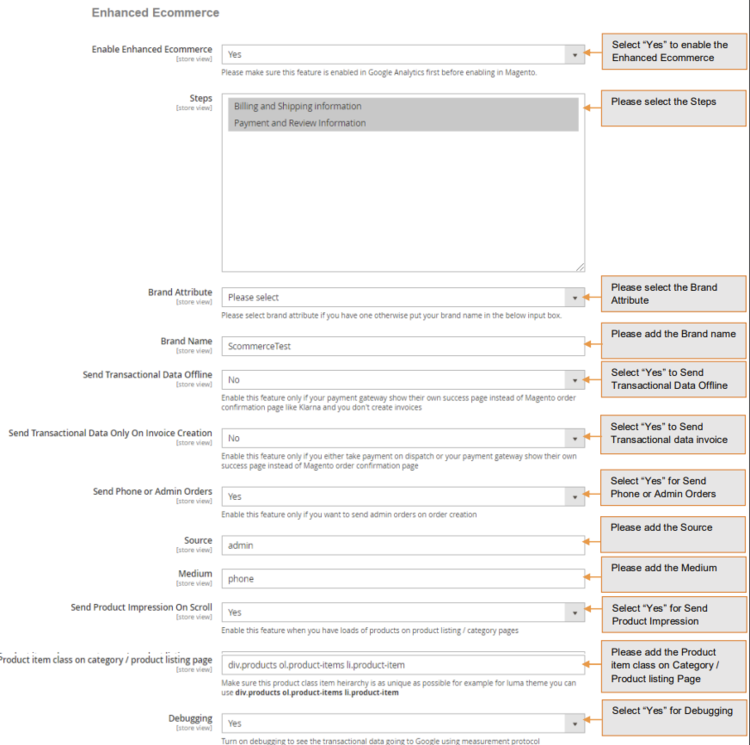 Enhanced Ecommerce
Enable Enhanced Ecommerce
[store view]
Yes
Please make sure this feature is enabled in Google Analytics first before enabling in Magento.
Select “Yes” to enable the
Enhanced Ecommerce
Steps
[store view]
Billing and Shipping information
Payment and Review Information
Please select the Steps
Brand Attribute
[store view]
Please select
Please select brand attribute if you have one otherwise put your brand name in the below input box.
Please select the Brand
Attribute
Brand Name
[store view]
ScommerceTest
Please add the Brand name
Send Transactional Data Offline
[store view]
No
Enable this feature only if your payment gateway show their own success page instead of Magento order
confirmation page like Klarna and you don't create invoices
Select “Yes” to Send
Transactional Data Offline
Send Transactional Data Only On Invoice Creation
[store view]
No
Enable this feature only if you either take payment on dispatch or your payment gateway show their own
success page instead of Magento order confirmation page
Select “Yes” to Send
Transactional data invoice
Send Phone or Admin Orders
[store view]
Yes
Enable this feature only if you want to send admin orders on order creation
Select “Yes” for Send
Phone or Admin Orders
Source
[store view]
admin
Please add the Source
Medium
[store view]
phone
Please add the Medium
Send Product Impression On Scroll
[store view]
Yes
Enable this feature when you have loads of products on product listing / category pages
Select “Yes” for Send
Product Impression
Product item class on category / product listing page
[store view]
div.products ol.product-items li.product-item
Make sure this product class item heirarchy is as unique as possible for example for luma theme you can
use div.products ol.product-items li.product-item
Please add the Product
item class on Category /
Product listing Page
Debugging
[store view]
Yes
Turn on debugging to see the transactional data going to Google using measurement protocol
Select “Yes” for Debugging